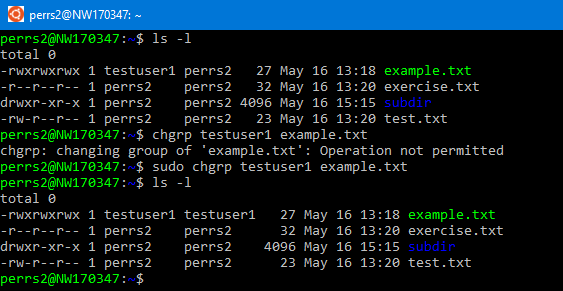 perrs2@NW170347: ~
perrs2@NW170347:~$ ls -l
total 0
-rwxrwxrwx 1 testuser1 perrs2   27 May 16 13:18 example.txt
-r--r--r-- 1 perrs2    perrs2   32 May 16 13:20 exercise.txt
drwxr-xr-x 1 perrs2    perrs2 4096 May 16 15:15 subdir
-rw-r--r-- 1 perrs2    perrs2   23 May 16 13:20 test.txt
perrs2@NW170347:~$ chgrp testuser1 example.txt
chgrp: changing group of 'example.txt': Operation not permitted
perrs2@NW170347:~$ sudo chgrp testuser1 example.txt
perrs2@NW170347:~$ ls -l
total 0
-rwxrwxrwx 1 testuser1 testuser1   27 May 16 13:18 example.txt
-r--r--r-- 1 perrs2    perrs2      32 May 16 13:20 exercise.txt
drwxr-xr-x 1 perrs2    perrs2    4096 May 16 15:15 subdir
-rw-r--r-- 1 perrs2    perrs2      23 May 16 13:20 test.txt
perrs2@NW170347:~$